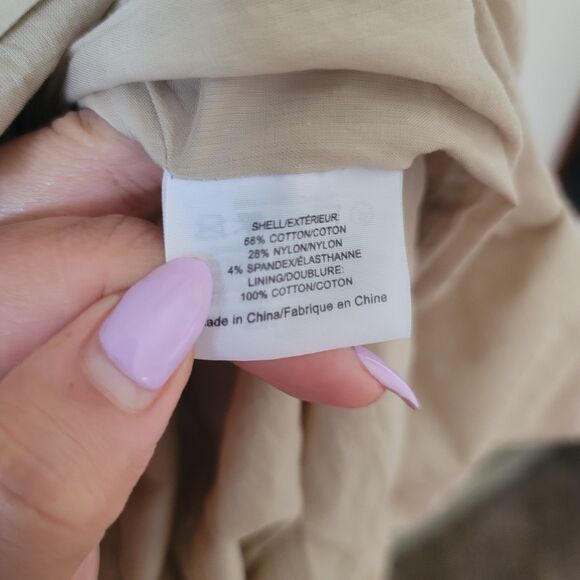 SHELL/EXTÉRIEUR:
68% COTTON/COTON
28% NYLON/NYLON
4% SPANDEX/ÉLASTHANNE
LINING/DOUBLURE:
100% COTTON/COTON
ade in China/Fabrique en Chine